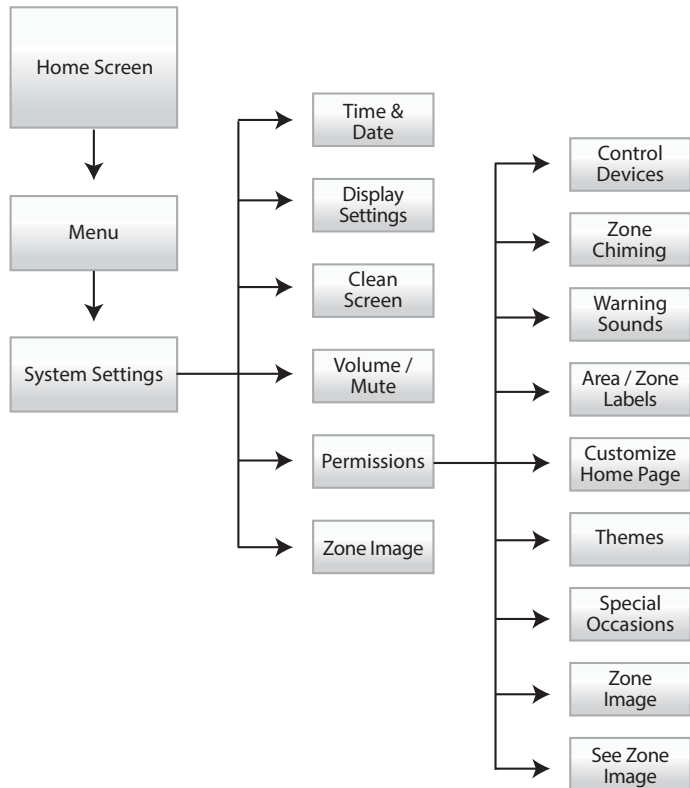 Home Screen
Menu
System Settings
Time &
Date
Display
Settings
Clean
Screen
Volume /
Mute
Permissions
Zone Image
Control
Devices
Zone
Chiming
Warning
Sounds
Area / Zone
Labels
Customize
Home Page
Themes
Special
Occasions
Zone
Image
See Zone
Image